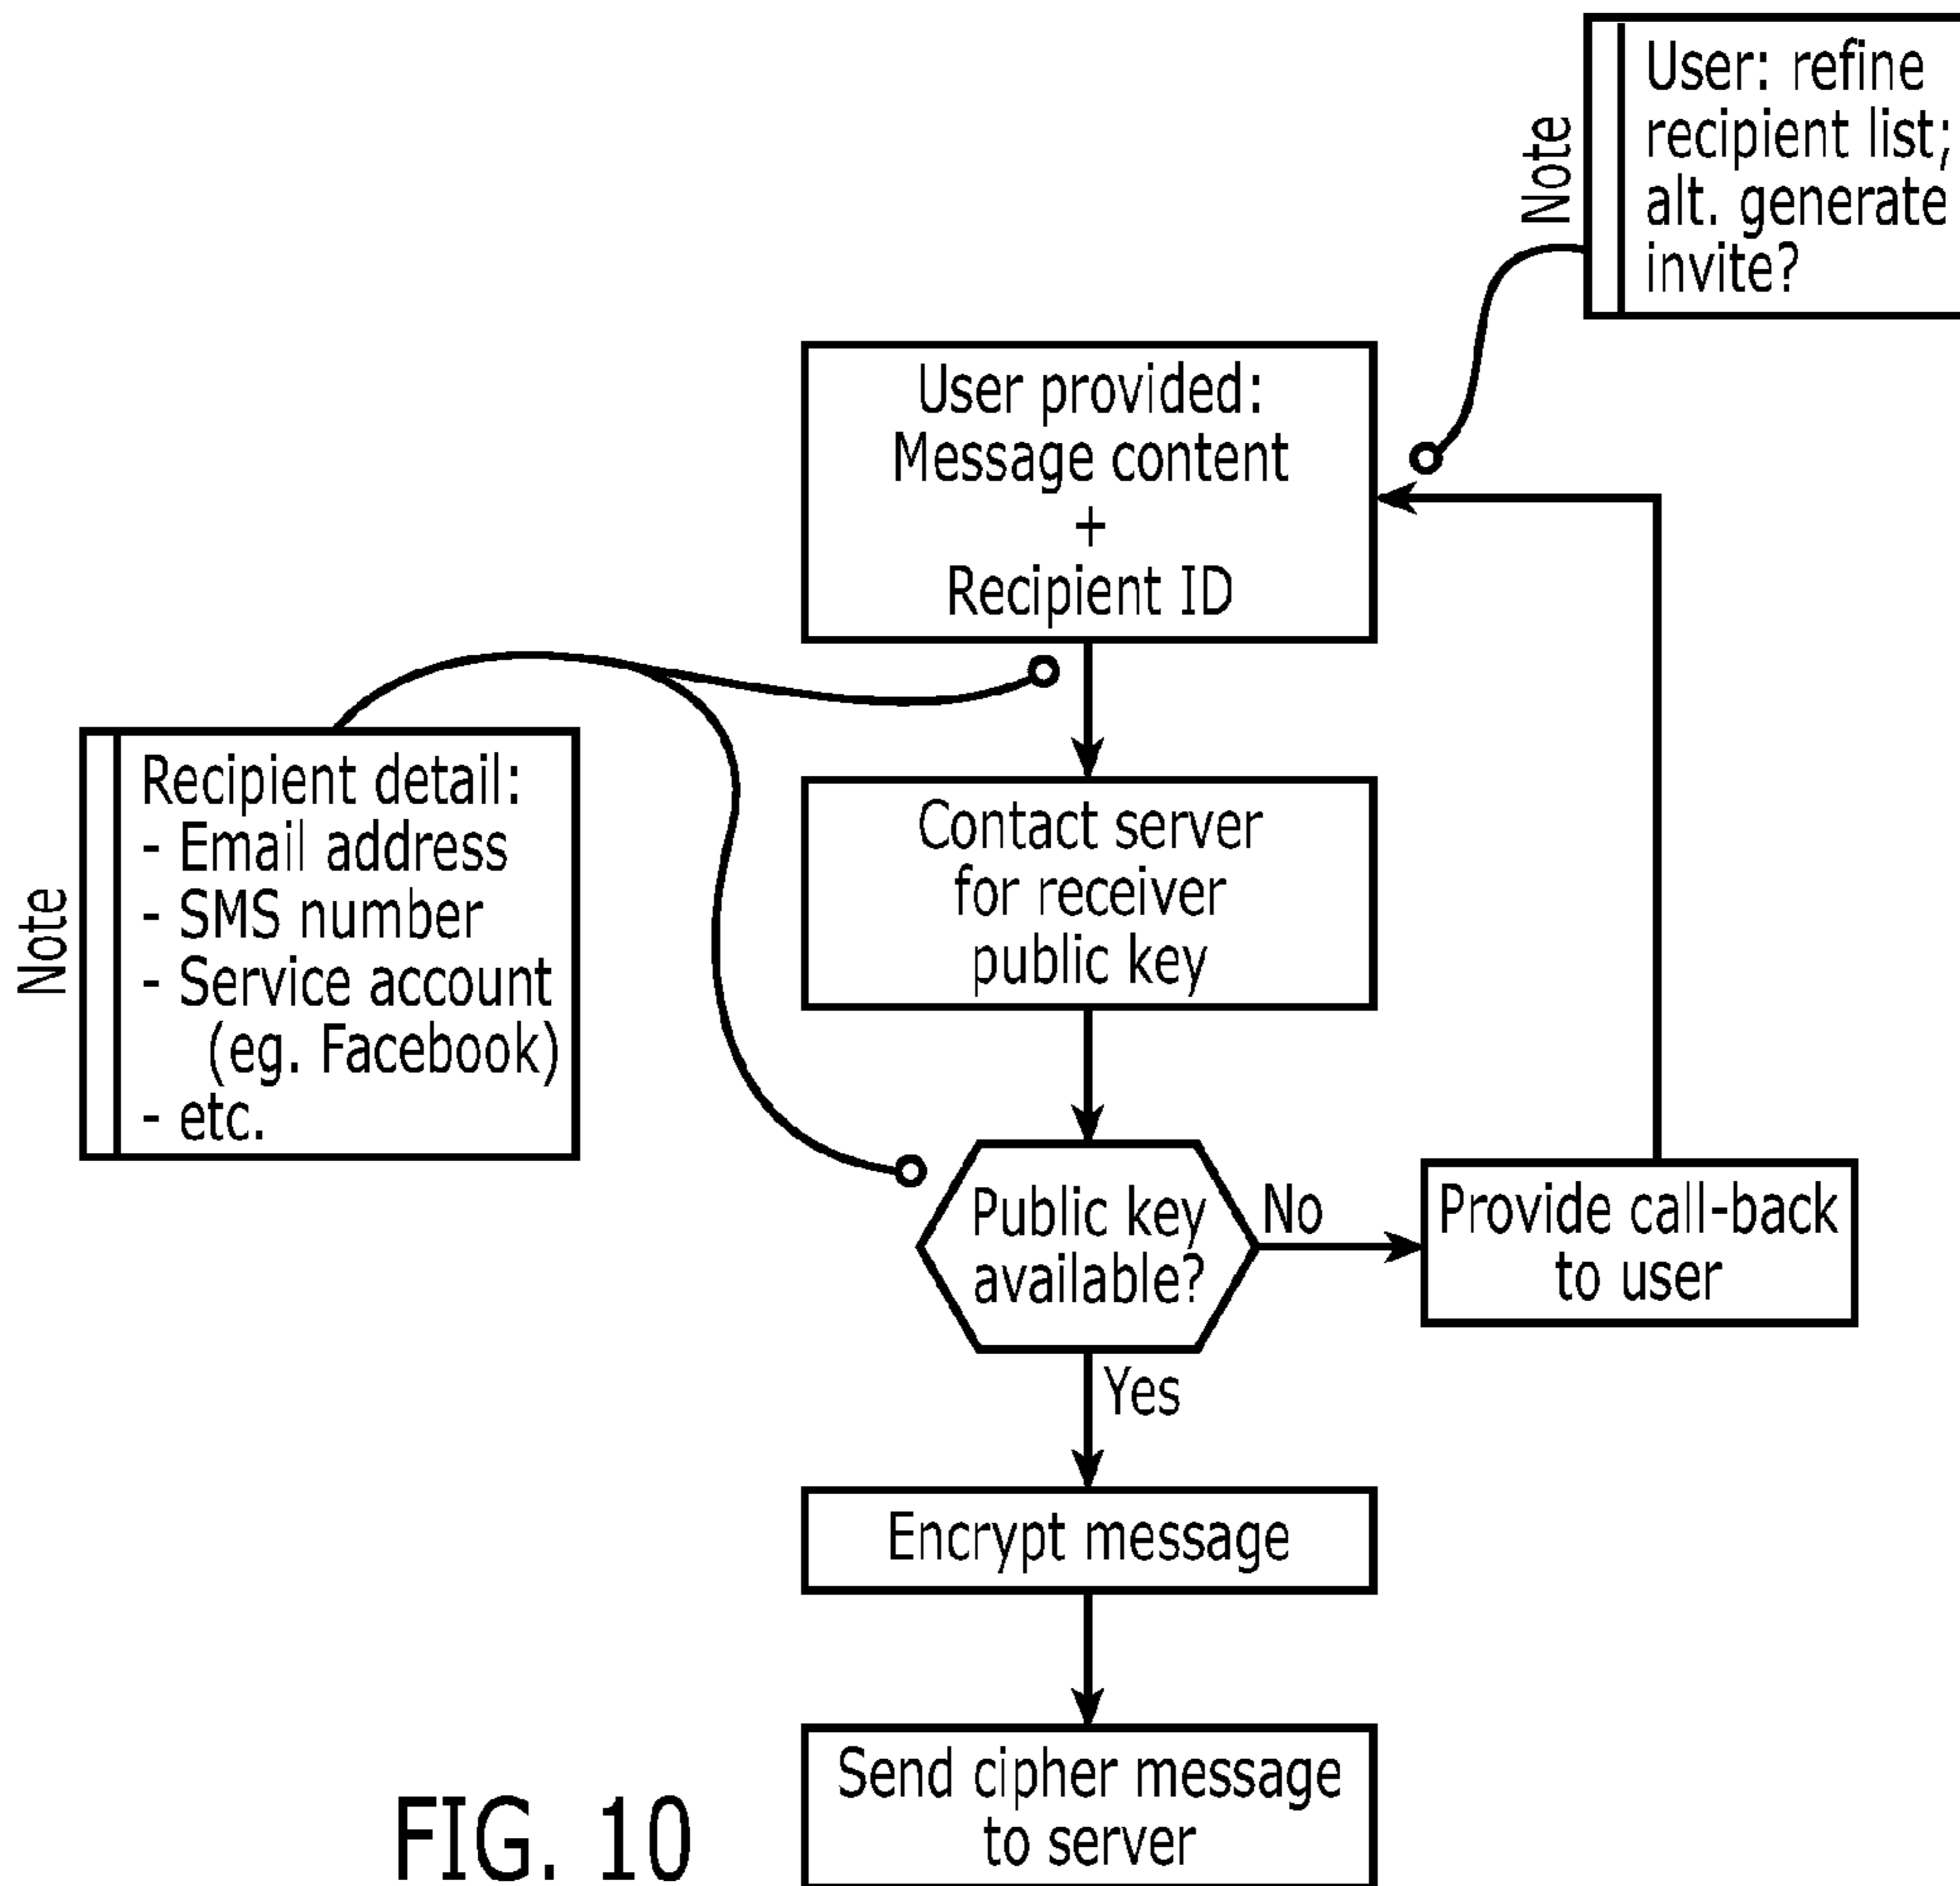 Note
User: refine
recipient list;
alt. generate
invite?
User provided:
Message content
+
Recipient ID
Note
Recipient detail:
- Email address
- SMS number
- Service account
(eg. Facebook)
- etc.
Contact server
for receiver
public key
Public key
available?
No
Provide call-back
to user
Yes
Encrypt message
Send cipher message
to server
FIG. 10